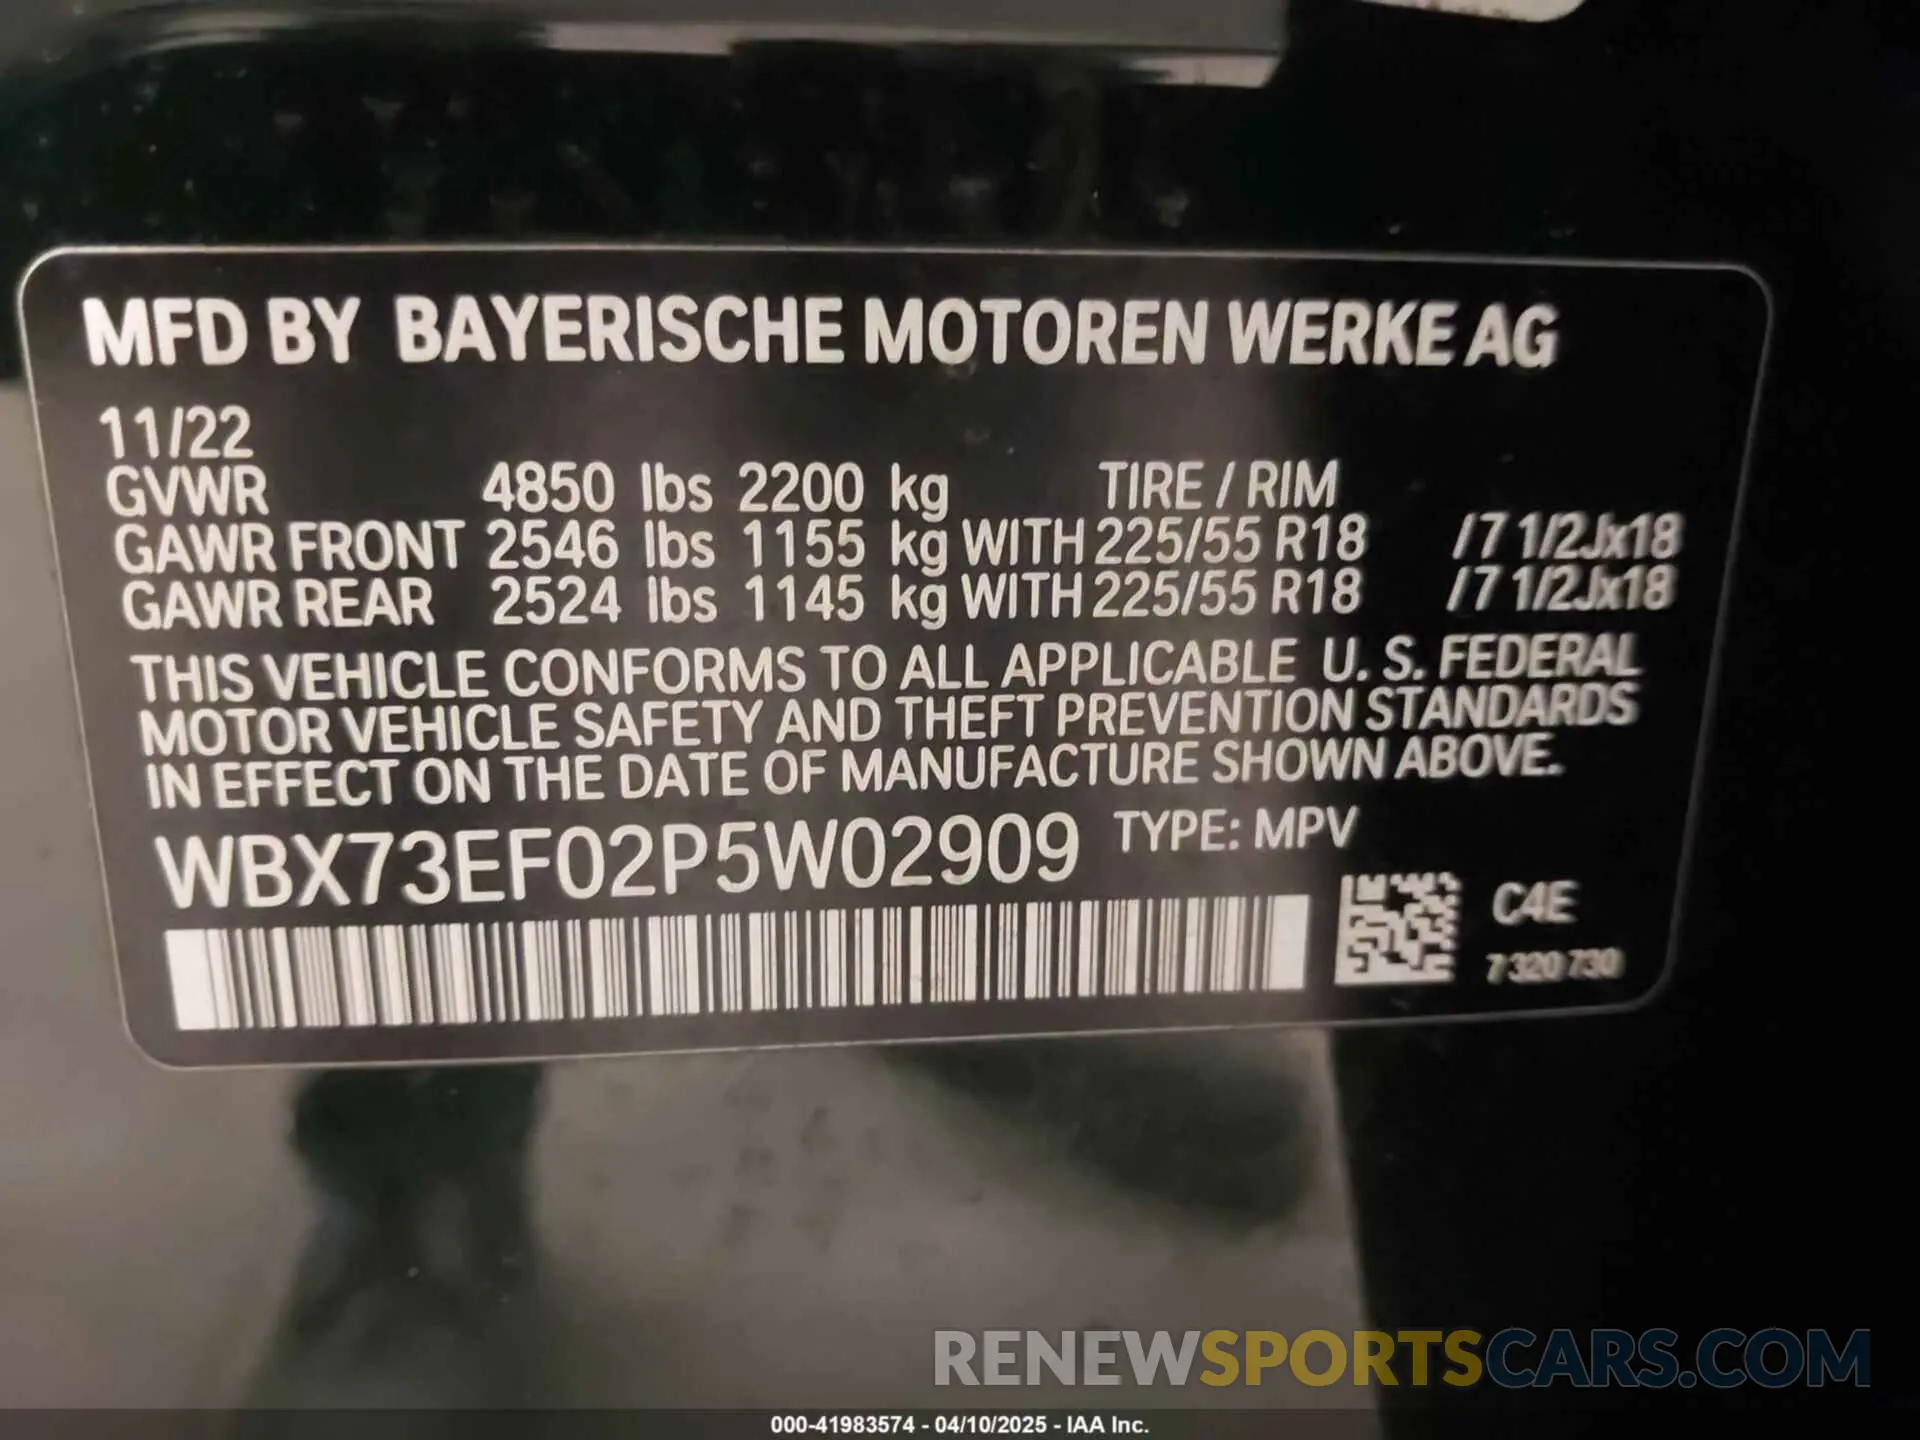 MFD BY BAYERISCHE MOTOREN WERKE AG
11/22
GVWR 4850 lbs 2200 kg TIRE / RIM
GAWR FRONT 2546 lbs 1155 kg WITH 225/55 R18 /7 1/2Jx18
GAWR REAR 2524 lbs 1145 kg WITH 225/55 R18 /7 1/2Jx18
THIS VEHICLE CONFORMS TO ALL APPLICABLE U. S. FEDERAL
MOTOR VEHICLE SAFETY AND THEFT PREVENTION STANDARDS
IN EFFECT ON THE DATE OF MANUFACTURE SHOWN ABOVE.
WBX73EF02P5W02909 TYPE: MPV
C4E
7 320 730
RENEWSPORTSCARS.COM
000-41983574 - 04/10/2025 - IAA Inc.